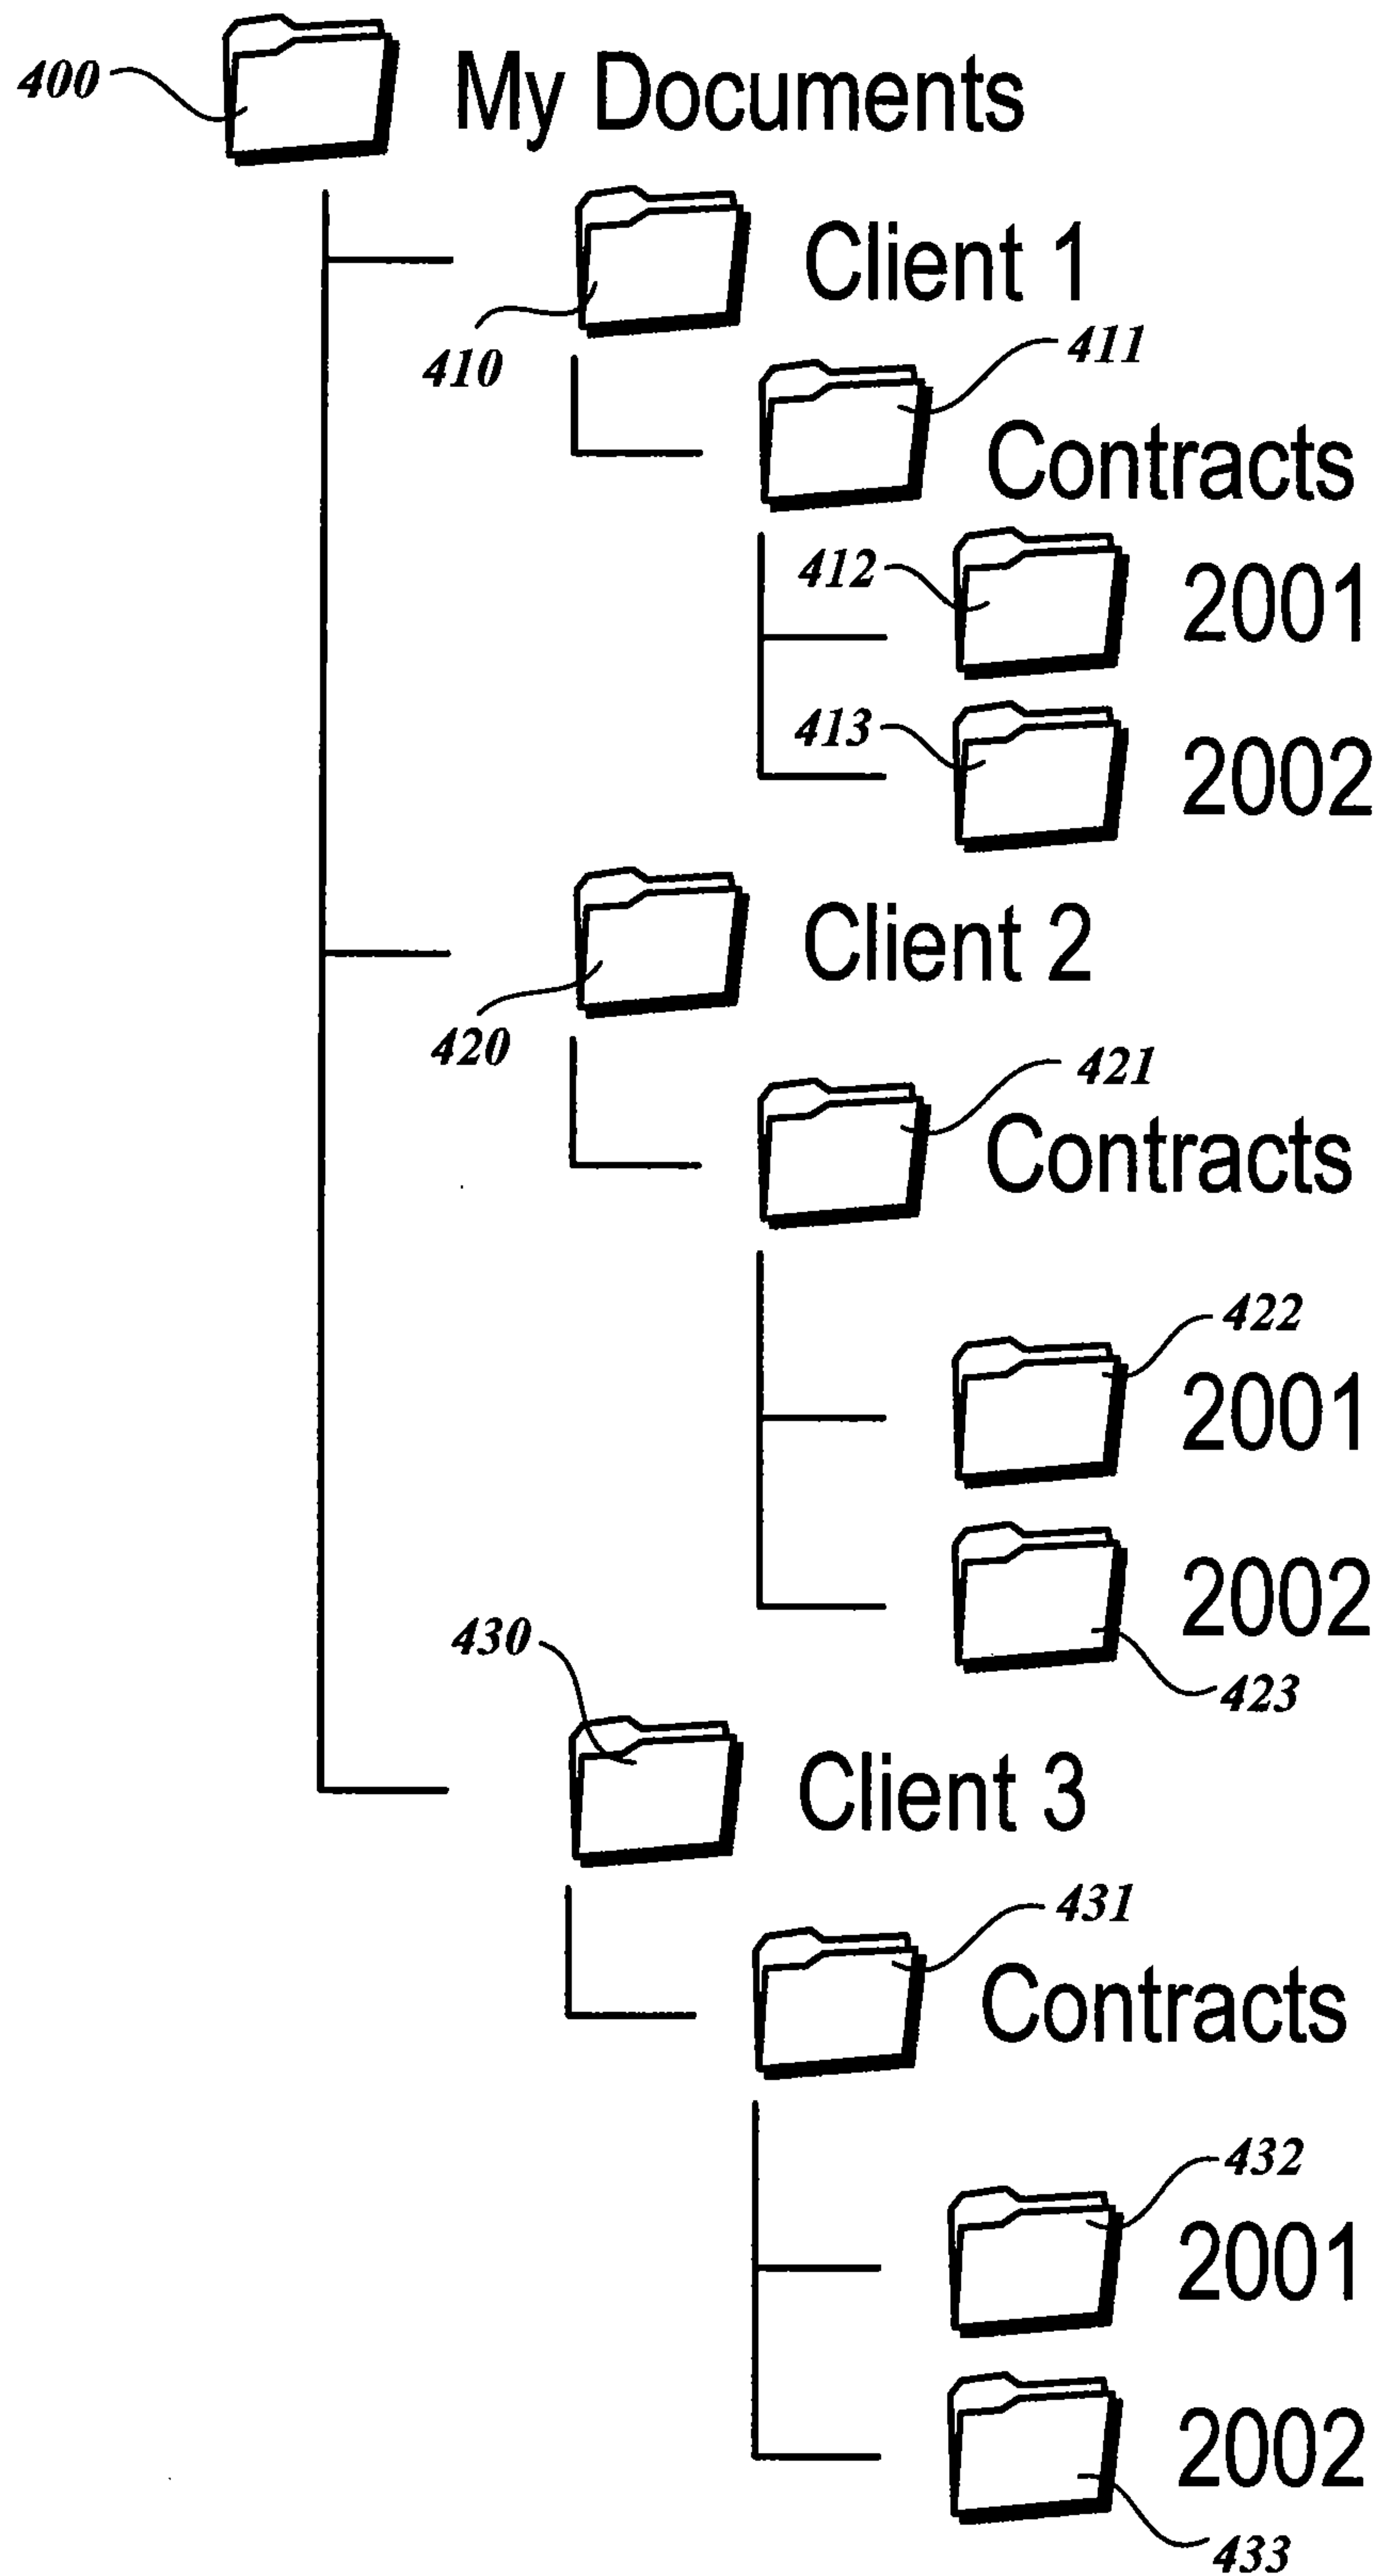 400 My Documents
Client 1
410
411
Contracts
412 2001
413 2002
Client 2
420
421
Contracts
422
2001
2002
423
430
Client 3
431
Contracts
432
2001
2002
433